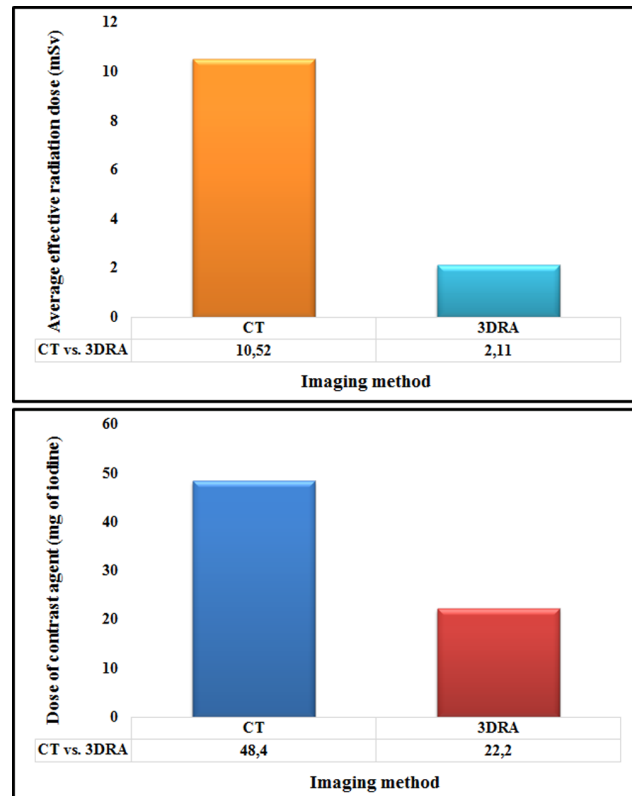 Average effective radiation dose (mSv)
12
10
8
6
4
2
0
CT 3DRA
CT vs. 3DRA 10,52 2,11
Imaging method
Dose of contrast agent (mg of iodine)
60
50
40
30
20
10
0
CT 3DRA
CT vs. 3DRA 48,4 22,2
Imaging method